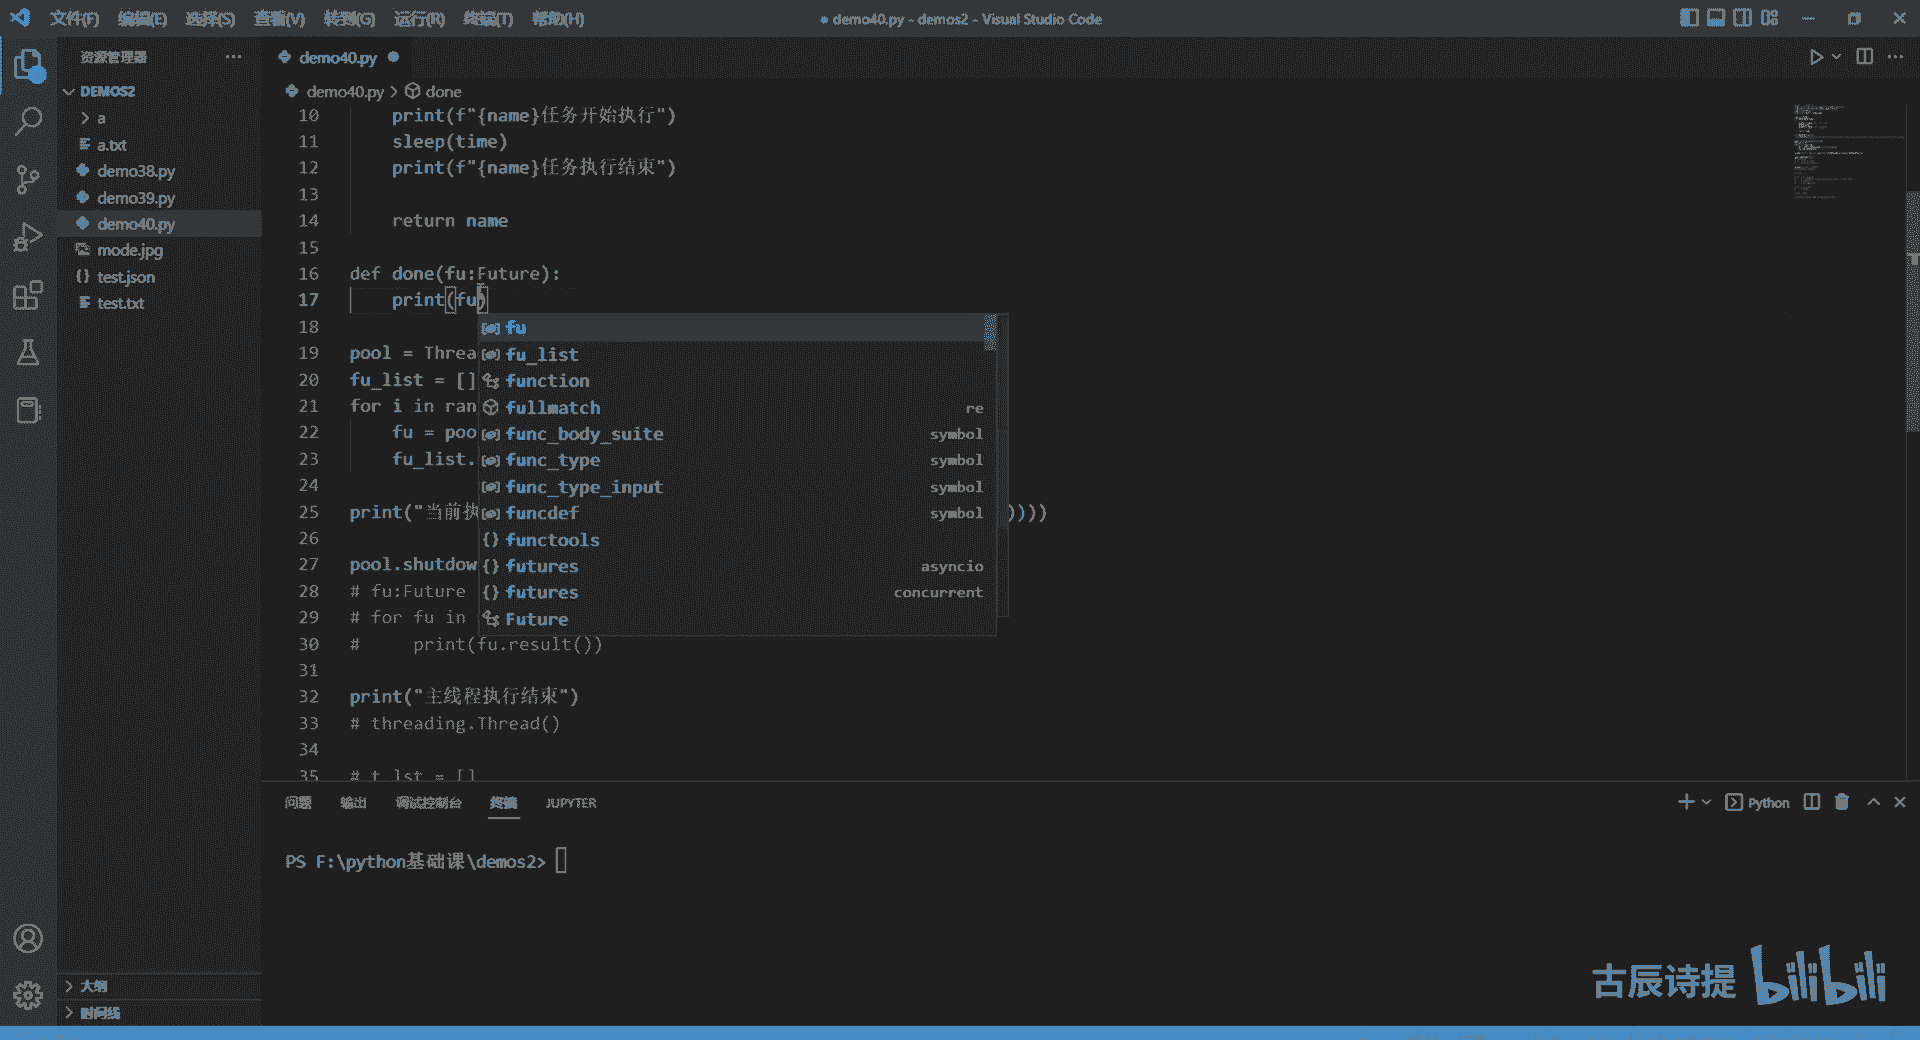 文件(F) 编辑(E) 选择(S) 查看(V) 转到(G) 运行(R) 终端(T) 帮助(H)
● demo40.py - demos2 - Visual Studio Code
资源管理器
DEMOS2
a
a.txt
demo38.py
demo39.py
demo40.py
mode.jpg
test.json
test.txt
大纲
时间线
demo40.py
demo40.py > done
10 print(f"{name}任务开始执行")
11 sleep(time)
12 print(f"{name}任务执行结束")
13
14 return name
15
16 def done(fu:Future):
17 print(fu)
18
19 pool = Threa
20 fu_list = []
21 for i in ran
22 fu = poo
23 fu_list.
24
25 print("当前执 ))))
26
27 pool.shutdow
28 # fu:Future
29 # for fu in
30 # print(fu.result())
31
32 print("主线程执行结束")
33 # threading.Thread()
34
35 # t_lst = []
fu
fu_list
function
fullmatch re
func_body_suite symbol
func_type symbol
func_type_input symbol
funcdef symbol
functools
futures asyncio
futures concurrent
Future
问题 输出 调试控制台 终端 JUPYTER
Python
PS F:\python基础课\demos2>
古辰诗提 bilibili